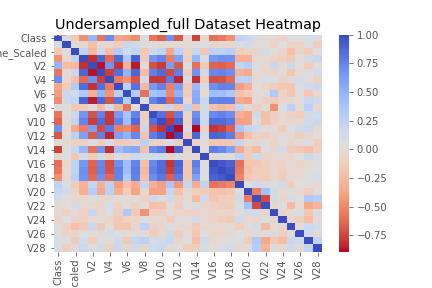 Undersampled_full Dataset Heatmap
Class
ne_Scaled
V2
V4
V6
V8
V10
V12
V14
V16
V18
V20
V22
V24
V26
V28
1.00
0.75
0.50
0.25
0.00
−0.25
−0.50
−0.75
Class
caled
V2
V4
V6
V8
V10
V12
V14
V16
V18
V20
V22
V24
V26
V28